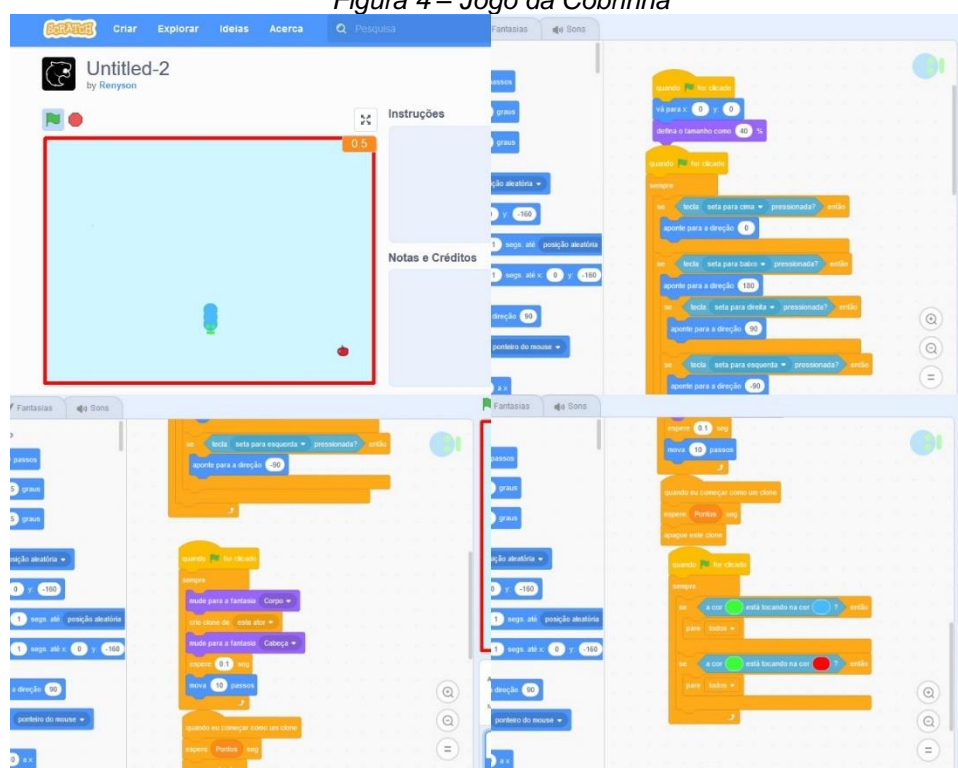 Figura 4 – Jogo da Cobrinha
SCRATCH Criar Explorar Ideias Acerca Pesquisa
Untitled-2
by Renyson
Instruções
0.5
Notas e Créditos
Fantasias Sons
passos
graus
graus
posição aleatória
y: -160
1 segs. até posição aleatória
1 segs. até x: 0 y: -160
direção 90
ponteiro do mouse
a x
quando for clicado
vá para x: 0 y: 0
defina o tamanho como 40 %
quando for clicado
sempre
se tecla seta para cima pressionada? então
aponte para a direção 0
se tecla seta para baixo pressionada? então
aponte para a direção 180
se tecla seta para direita pressionada? então
aponte para a direção 90
se tecla seta para esquerda pressionada? então
aponte para a direção -90
Fantasias Sons
passos
graus
graus
posição aleatória
0 y: -160
1 segs. até posição aleatória
1 segs. até x: 0 y: -160
a direção 90
ponteiro do mouse
0 a x
se tecla seta para esquerda pressionada? então
aponte para a direção -90
quando for clicado
sempre
mude para a fantasia Corpo
crie clone de este ator
mude para a fantasia Cabeça
espere 0.1 seg
mova 10 passos
quando eu começar como um clone
espere Pontos seg
Fantasias Sons
passos
graus
graus
posição aleatória
y: -160
1 segs. até posição aleatória
1 segs. até x: 0 y: -160
direção 90
ponteiro do mouse
a x
espere 0.1 seg
mova 10 passos
quando eu começar como um clone
espere Pontos seg
apague este clone
quando for clicado
sempre
se a cor está tocando na cor ? então
pare todos
se a cor está tocando na cor ? então
pare todos